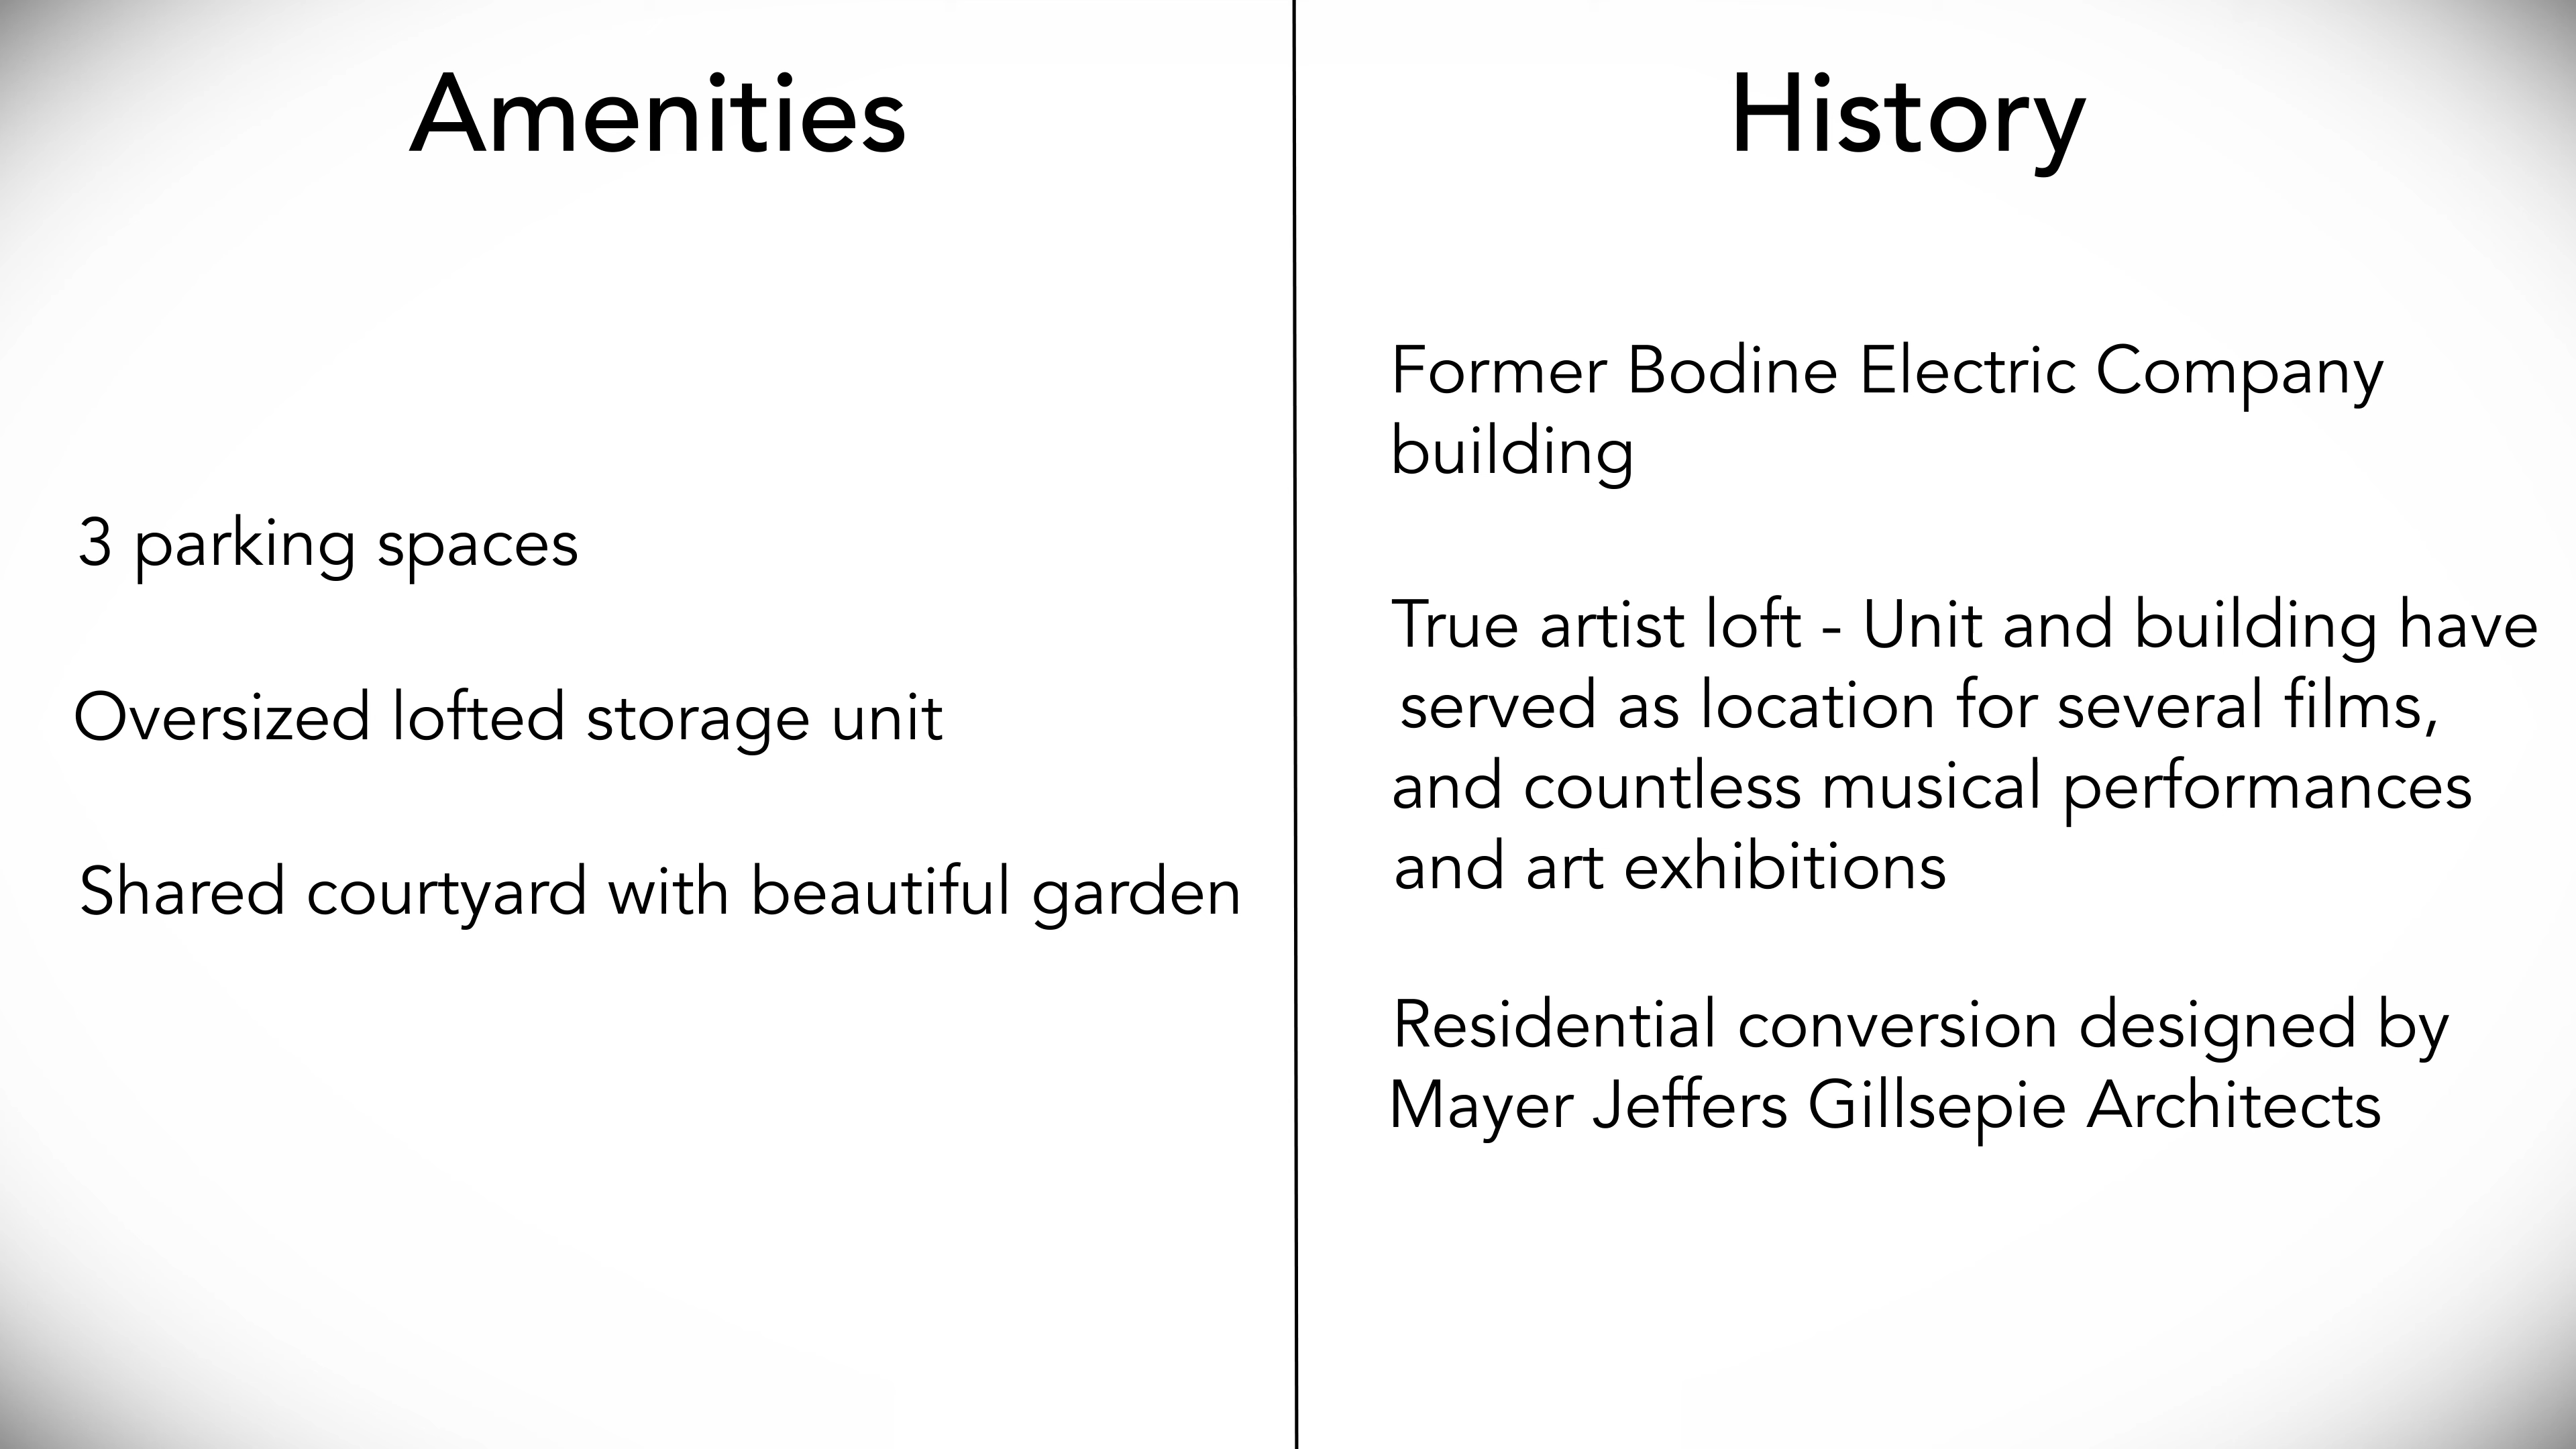 Amenities
3 parking spaces
Oversized lofted storage unit
Shared courtyard with beautiful garden
History
Former Bodine Electric Company
building
True artist loft - Unit and building have
served as location for several films,
and countless musical performances
and art exhibitions
Residential conversion designed by
Mayer Jeffers Gillsepie Architects